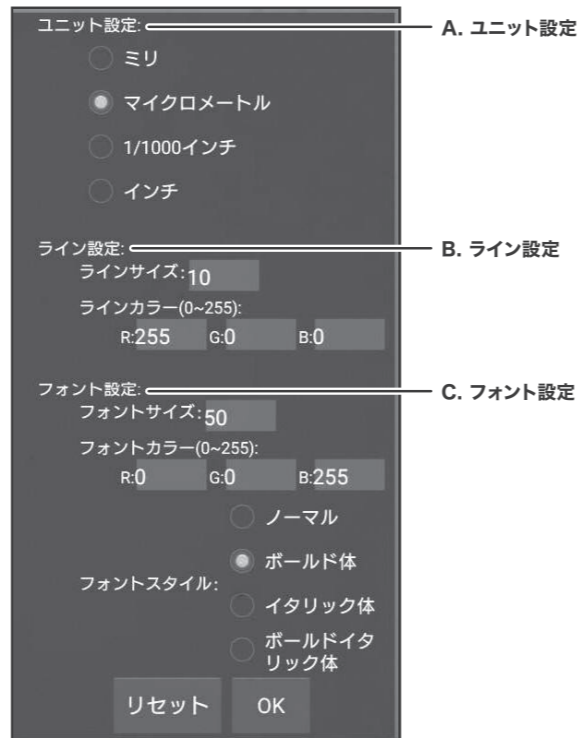 ユニット設定:
A. ユニット設定
ミリ
マイクロメートル
1/1000インチ
インチ
ライン設定:
B. ライン設定
ラインサイズ:10
ラインカラー(0~255):
R:255 G:0 B:0
フォント設定:
C. フォント設定
フォントサイズ:50
フォントカラー(0~255):
R:0 G:0 B:255
ノーマル
ボールド体
フォントスタイル:
イタリック体
ボールドイタ
リック体
リセット OK